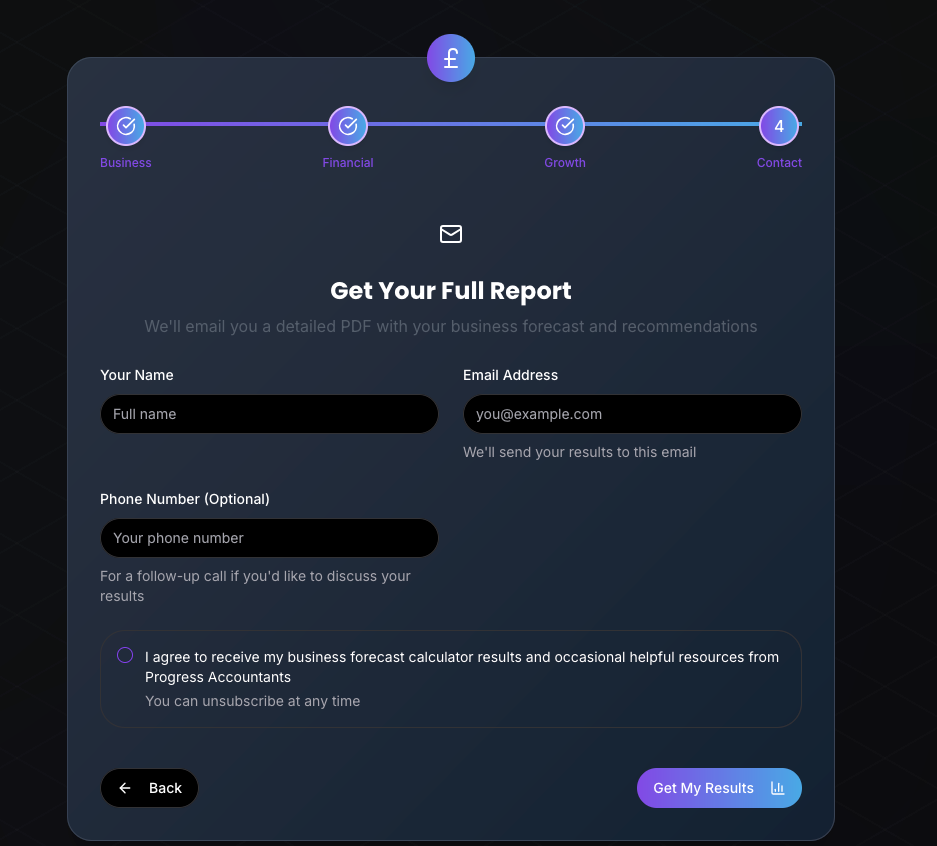 £
4
Business
Financial
Growth
Contact
Get Your Full Report
We'll email you a detailed PDF with your business forecast and recommendations
Your Name
Email Address
Full name
you@example.com
We'll send your results to this email
Phone Number (Optional)
Your phone number
For a follow-up call if you'd like to discuss your
results
I agree to receive my business forecast calculator results and occasional helpful resources from
Progress Accountants
You can unsubscribe at any time
Back
Get My Results